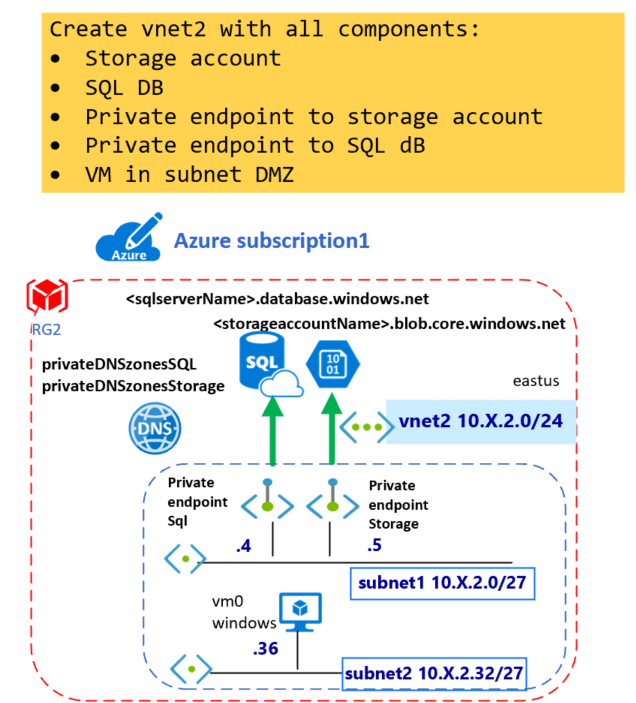 Create vnet2 with all components:
• Storage account
• SQL DB
• Private endpoint to storage account
• Private endpoint to SQL dB
• VM in subnet DMZ
Azure
Azure subscription1
<sqlserverName>.database.windows.net
<storageaccountName>.blob.core.windows.net
RG2
SQL
10
01
privateDNSzonesSQL
privateDNSzonesStorage
eastus
DNS
vnet2 10.X.2.0/24
Private
endpoint
Sql
Private
endpoint
Storage
.4
.5
subnet1 10.X.2.0/27
vm0
windows
.36
subnet2 10.X.2.32/27